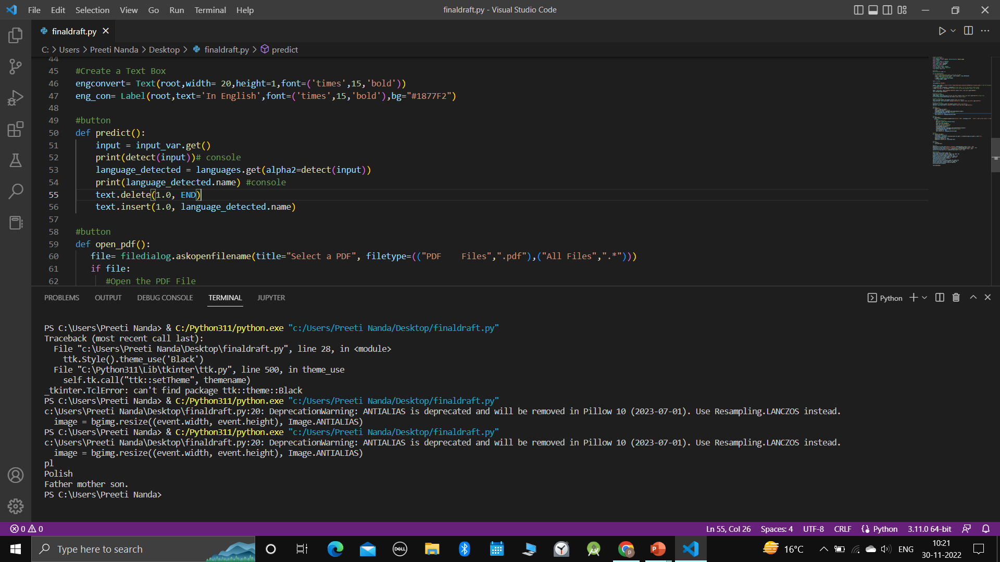 File Edit Selection View Go Run Terminal Help
finaldraft.py - Visual Studio Code
finaldraft.py
C: > Users > Preeti Nanda > Desktop > finaldraft.py > predict
44
45 #Create a Text Box
46 engconvert= Text(root,width= 20,height=1,font=('times',15,'bold'))
47 eng_con= Label(root,text='In English',font=('times',15,'bold'),bg="#1877F2")
48
49 #button
50 def predict():
51 input = input_var.get()
52 print(detect(input))# console
53 language_detected = languages.get(alpha2=detect(input))
54 print(language_detected.name) #console
55 text.delete(1.0, END)
56 text.insert(1.0, language_detected.name)
57
58 #button
59 def open_pdf():
60 file= filedialog.askopenfilename(title="Select a PDF", filetype=(("PDF    Files",".pdf"),("All Files",".*")))
61 if file:
62 #Open the PDF File
PROBLEMS OUTPUT DEBUG CONSOLE TERMINAL JUPYTER
Python
PS C:\Users\Preeti Nanda> & C:/Python311/python.exe "c:/Users/Preeti Nanda/Desktop/finaldraft.py"
Traceback (most recent call last):
File "c:\Users\Preeti Nanda\Desktop\finaldraft.py", line 28, in <module>
ttk.Style().theme_use('Black')
File "C:\Python311\Lib\tkinter\ttk.py", line 500, in theme_use
self.tk.call("ttk::setTheme", themename)
_tkinter.TclError: can't find package ttk::theme::Black
PS C:\Users\Preeti Nanda> & C:/Python311/python.exe "c:/Users/Preeti Nanda/Desktop/finaldraft.py"
c:\Users\Preeti Nanda\Desktop\finaldraft.py:20: DeprecationWarning: ANTIALIAS is deprecated and will be removed in Pillow 10 (2023-07-01). Use Resampling.LANCZOS instead.
image = bgimg.resize((event.width, event.height), Image.ANTIALIAS)
PS C:\Users\Preeti Nanda> & C:/Python311/python.exe "c:/Users/Preeti Nanda/Desktop/finaldraft.py"
c:\Users\Preeti Nanda\Desktop\finaldraft.py:20: DeprecationWarning: ANTIALIAS is deprecated and will be removed in Pillow 10 (2023-07-01). Use Resampling.LANCZOS instead.
image = bgimg.resize((event.width, event.height), Image.ANTIALIAS)
pl
Polish
Father mother son.
PS C:\Users\Preeti Nanda>
0 0
Ln 55, Col 26 Spaces: 4 UTF-8 CRLF Python 3.11.0 64-bit
Type here to search
DELL
16°C
ENG
10:21
30-11-2022